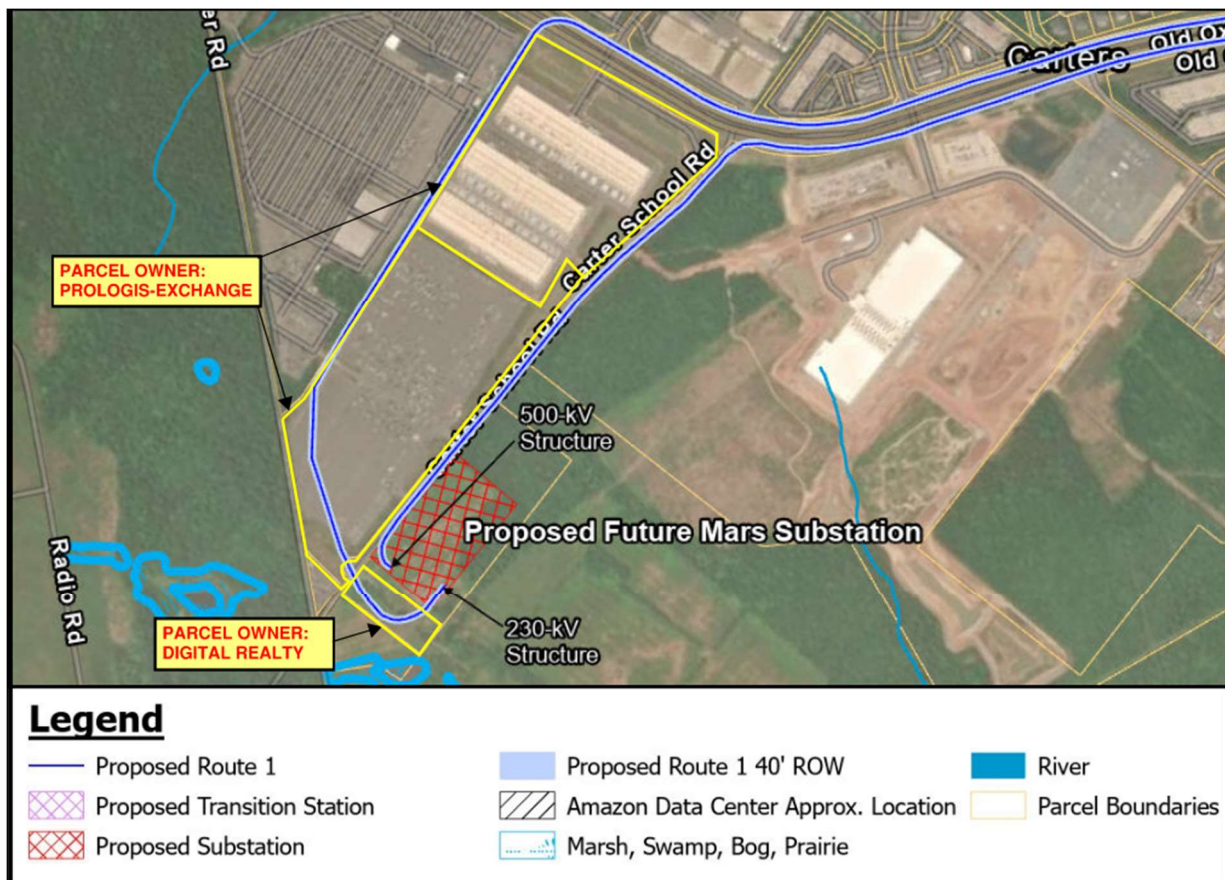 er Rd
Carters
Old Ox
Old
Carter School Rd
PARCEL OWNER:
PROLOGIS-EXCHANGE
500-kV
Structure
Proposed Future Mars Substation
Radio Rd
PARCEL OWNER:
DIGITAL REALTY
230-kV
Structure
Legend
Proposed Route 1
Proposed Transition Station
Proposed Substation
Proposed Route 1 40' ROW
Amazon Data Center Approx. Location
Marsh, Swamp, Bog, Prairie
River
Parcel Boundaries